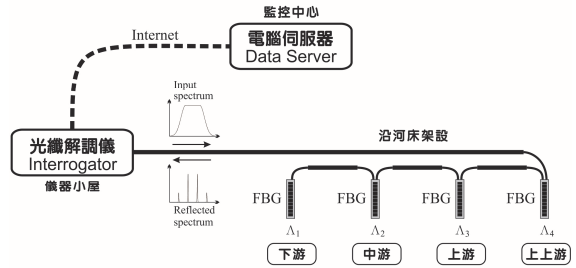 監控中心
電腦伺服器
Data Server
Internet
Input
spectrum
光纖解調儀
Interrogator
儀器小屋
沿河床架設
Reflected
spectrum
FBG FBG FBG FBG
Λ1 Λ2 Λ3 Λ4
下游 中游 上游 上上游